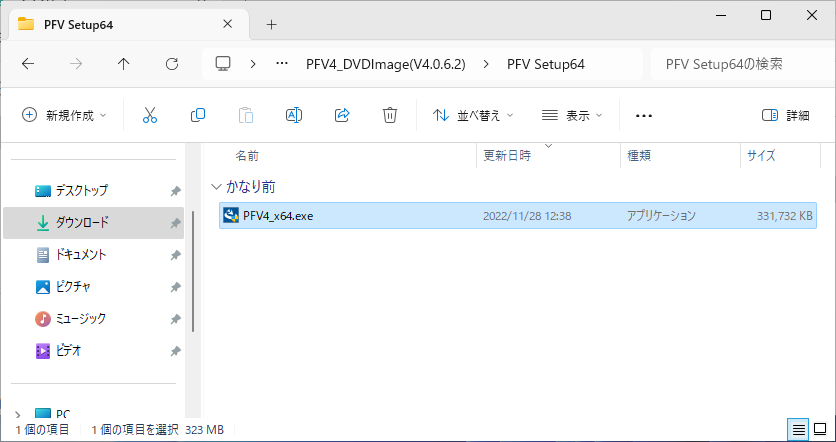 PFV Setup64
PFV4_DVDImage(V4.0.6.2) PFV Setup64 PFV Setup64の検索
新規作成 並べ替え 表示 詳細
名前 更新日時 種類 サイズ
かなり前
デスクトップ
PFV4_x64.exe 2022/11/28 12:38 アプリケーション 331,732 KB
ダウンロード
ドキュメント
ピクチャ
ミュージック
ビデオ
PC
1 個の項目 1 個の項目を選択 323 MB